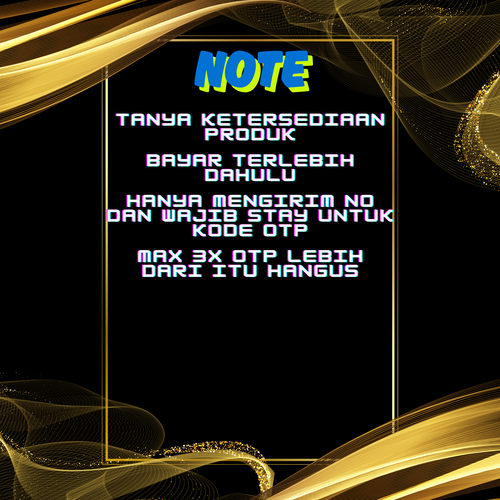 NOTE
TANYA KETERSEDIAAN
PRODUK
BAYAR TERLEBIH
DAHULU
HANYA MENGIRIM NO
DAN WAJIB STAY UNTUK
KODE OTP
MAX 3X OTP LEBIH
DARI ITU HANGUS